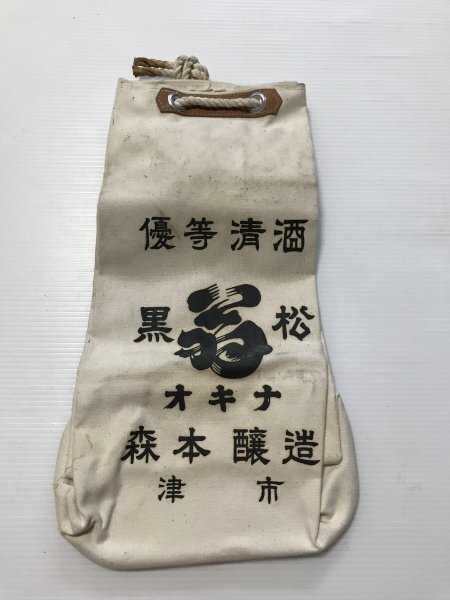 優等清酒
黒翁松
オキナ
森本醸造
津市